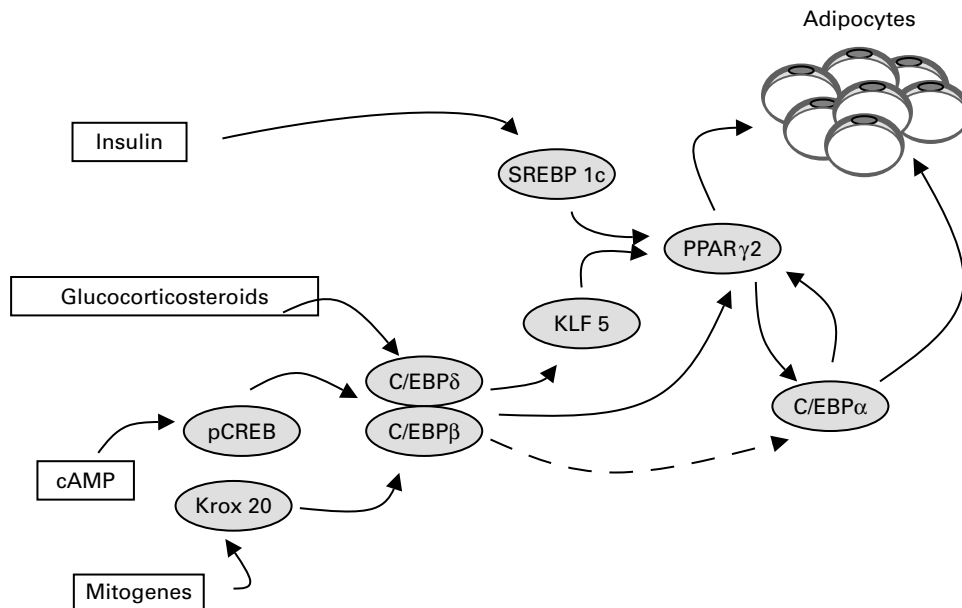 Adipocytes
Insulin
SREBP 1c
PPARγ2
Glucocorticosteroids
KLF 5
C/EBPδ
C/EBPα
pCREB
C/EBPβ
cAMP
Krox 20
Mitogenes